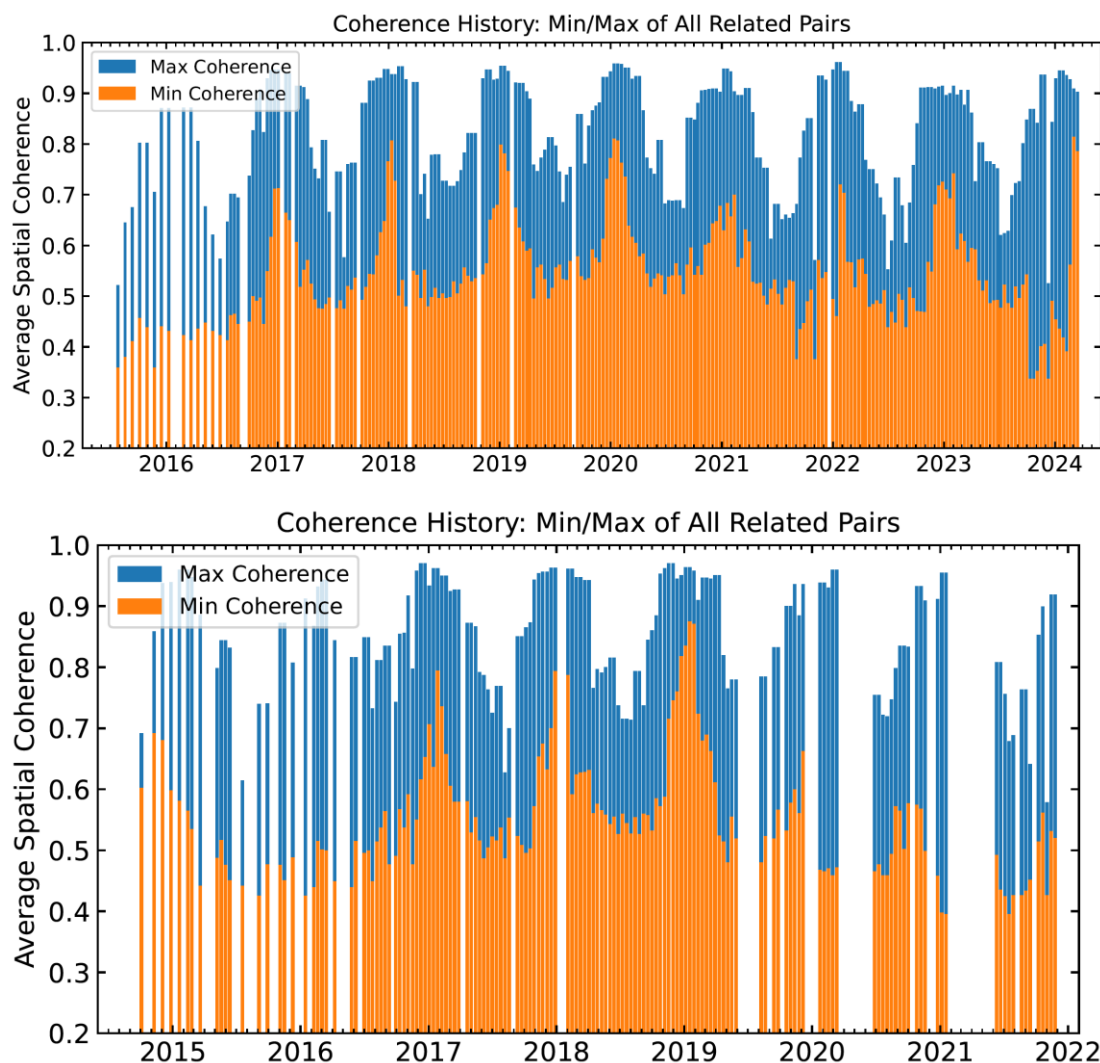 Coherence History: Min/Max of All Related Pairs
Max Coherence
Min Coherence
Average Spatial Coherence
1.0
0.9
0.8
0.7
0.6
0.5
0.4
0.3
0.2
2016 2017 2018 2019 2020 2021 2022 2023 2024
Coherence History: Min/Max of All Related Pairs
Max Coherence
Min Coherence
Average Spatial Coherence
1.0
0.9
0.8
0.7
0.6
0.5
0.4
0.3
0.2
2015 2016 2017 2018 2019 2020 2021 2022